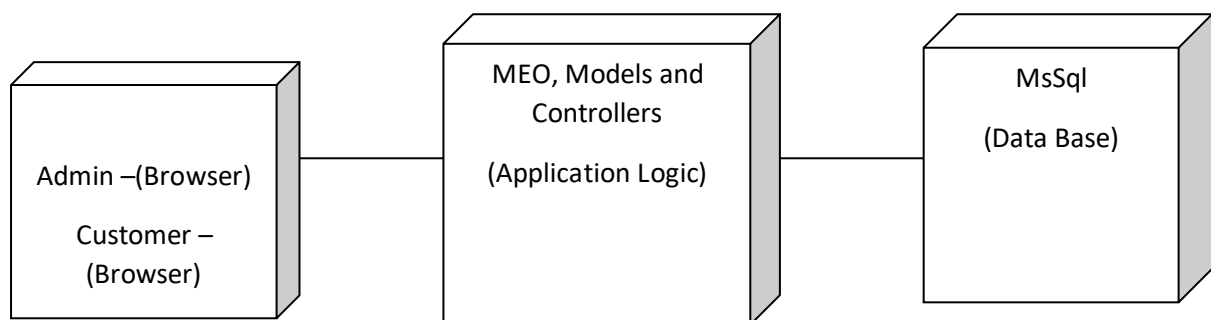 Admin –(Browser)
Customer –
(Browser)
MEO, Models and
Controllers
(Application Logic)
MsSql
(Data Base)